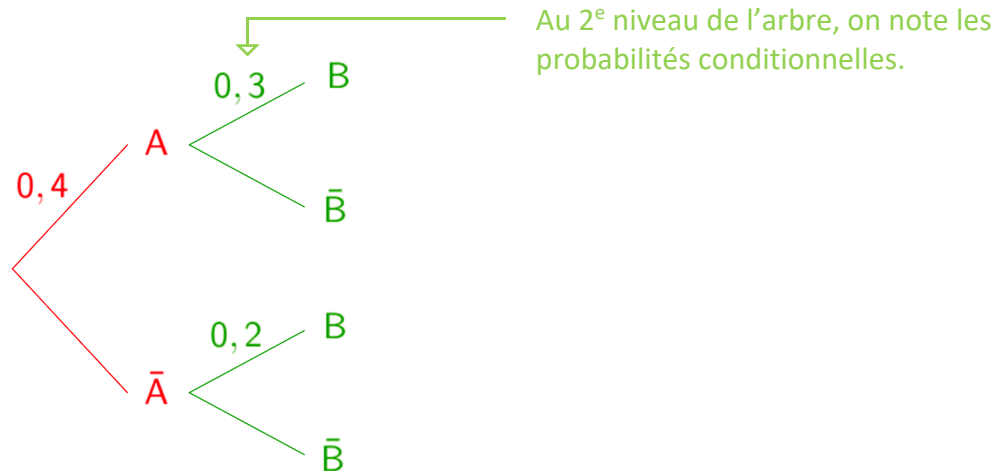 Au 2ᵉ niveau de l’arbre, on note les
probabilités conditionnelles.
0,3
B
A
0,4
B̄
0,2
B
Ā
B̄